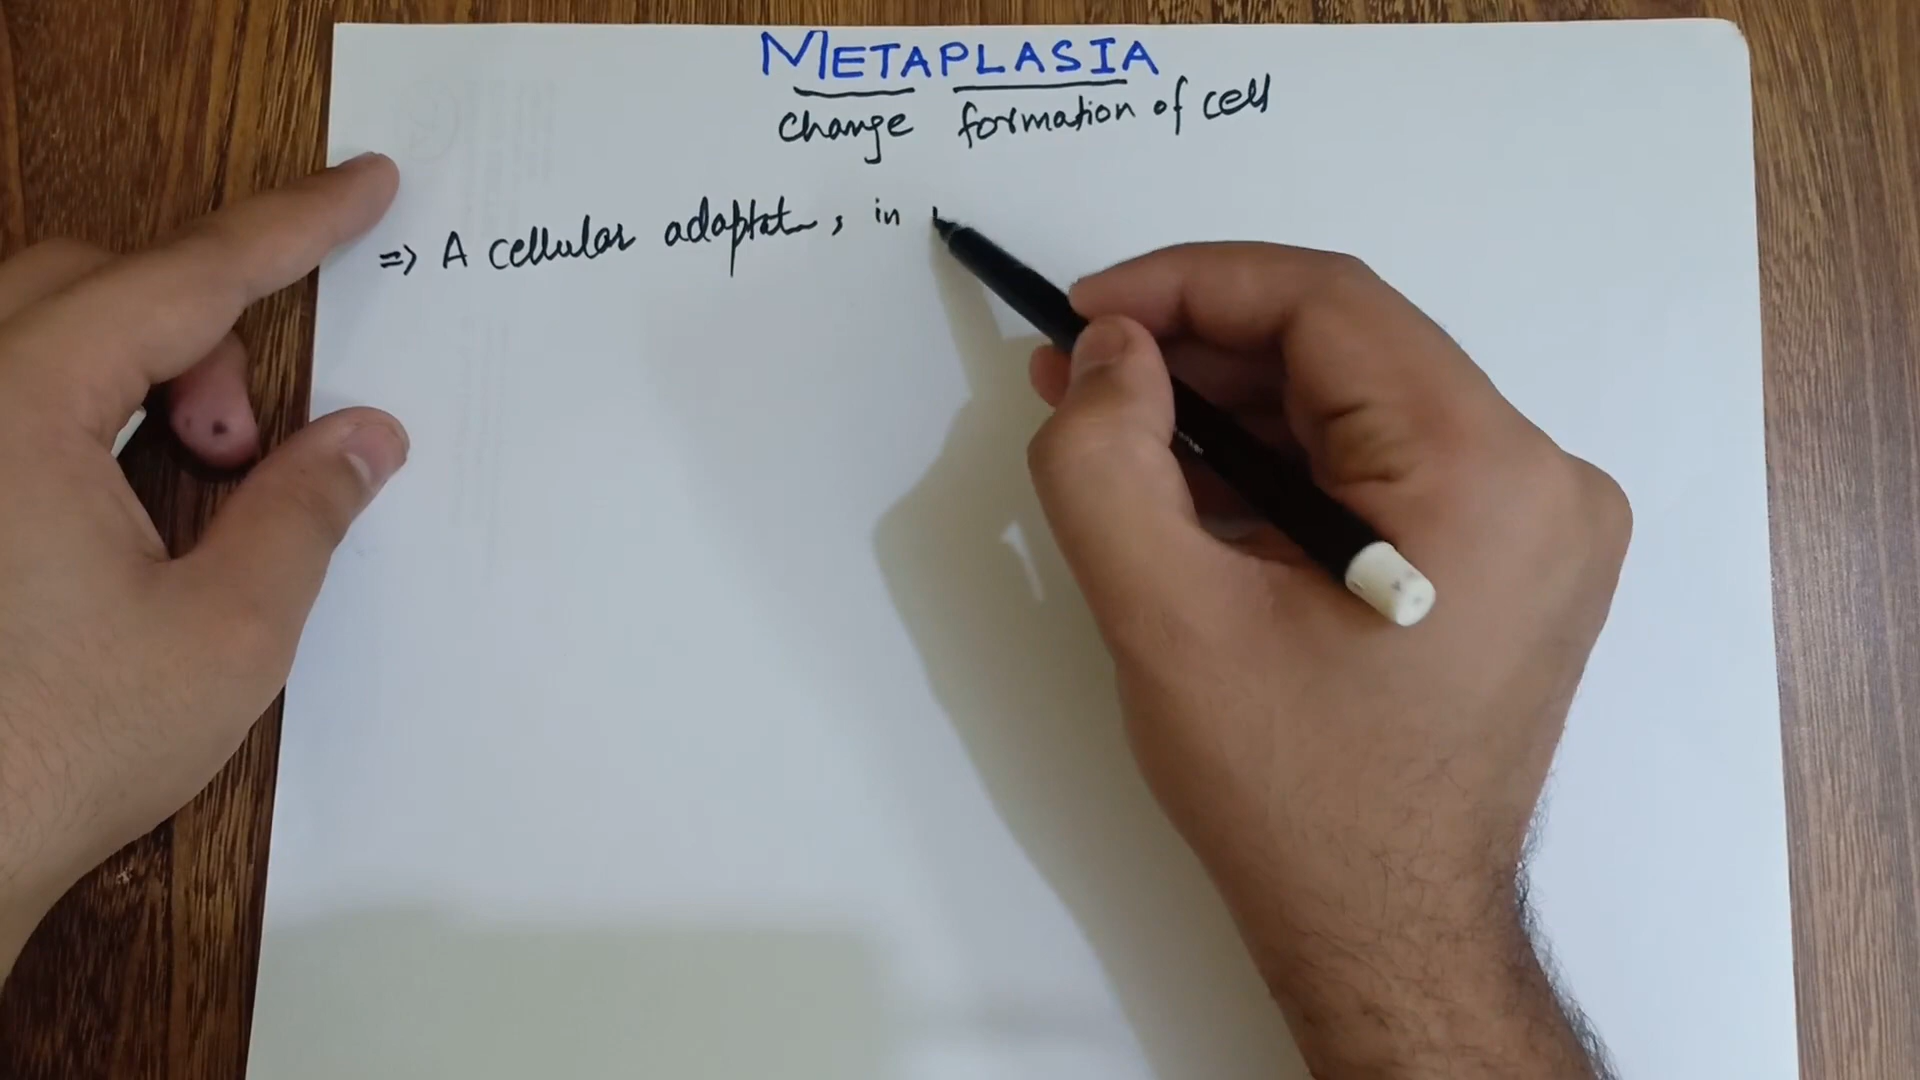 METAPLASIA
change formation of cell
=> A cellular adaptat , in